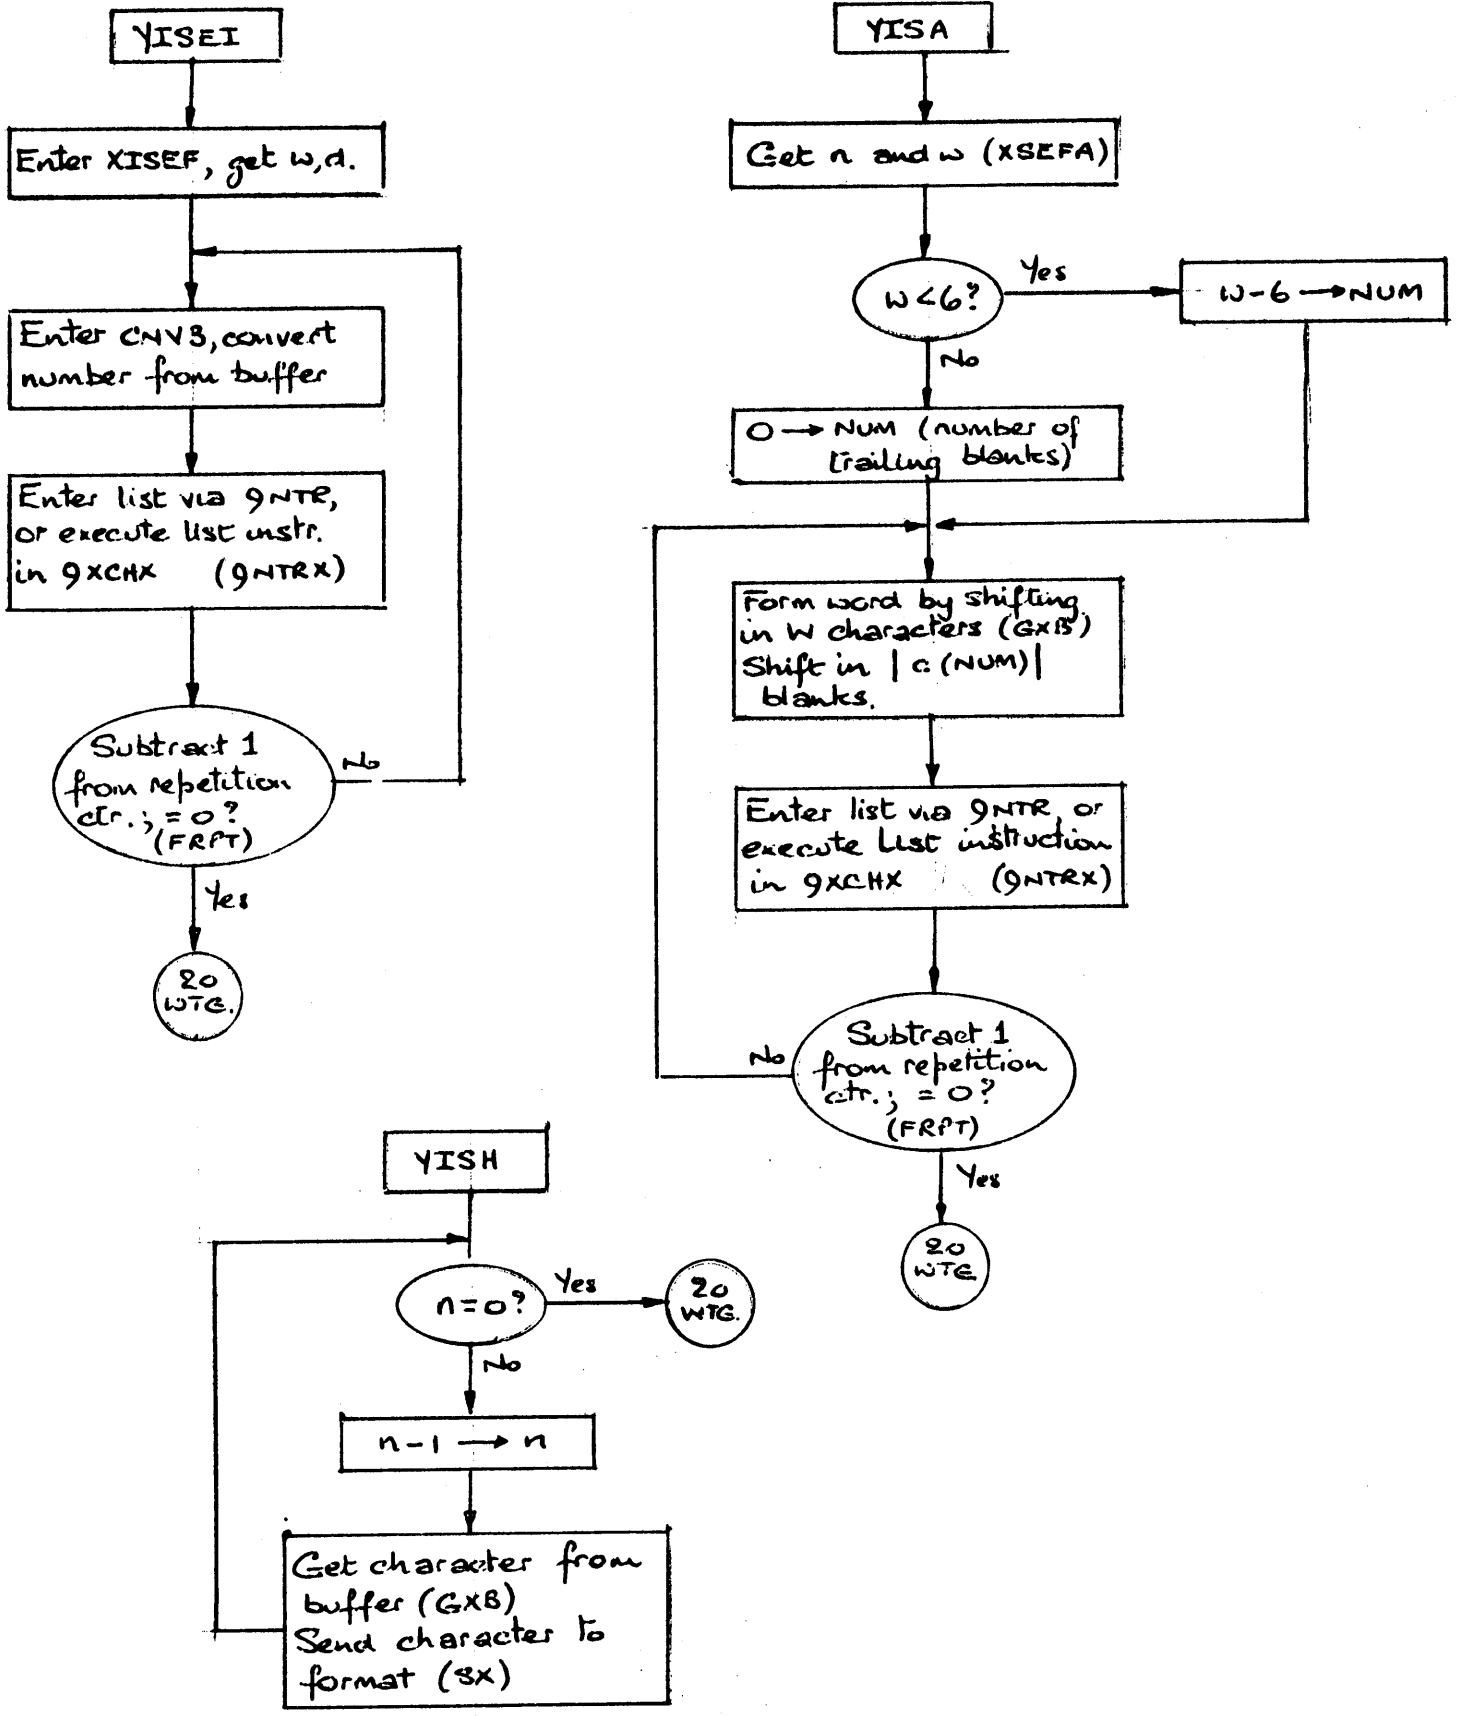 YISEI
Enter XISEF, get w,d.
Enter CNV3, convert
number from buffer
Enter list via 9NTR,
or execute list instr.
in 9XCHX (9NTRX)
Subtract 1
from repetition
ctr.; = 0?
(FRPT)
No
Yes
20
WTG.
YISA
Get n and w (XSEFA)
w<6?
Yes
w-6 → NUM
No
0 → NUM (number of
trailing blanks)
Form word by shifting
in W characters (GXB)
Shift in |c(NUM)|
blanks.
Enter list via 9NTR, or
execute List instruction
in 9XCHX (9NTRX)
Subtract 1
from repetition
ctr.; = 0?
(FRPT)
No
Yes
20
WTG
YISH
n=0?
Yes
20
WTG.
No
n-1 → n
Get character from
buffer (GXB)
Send character to
format (SX)